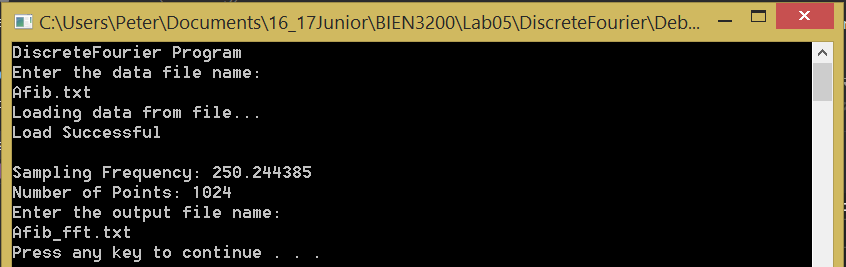 C:\Users\Peter\Documents\16_17Junior\BIEN3200\Lab05\DiscreteFourier\Deb...
DiscreteFourier Program
Enter the data file name:
Afib.txt
Loading data from file...
Load Successful
Sampling Frequency: 250.244385
Number of Points: 1024
Enter the output file name:
Afib_fft.txt
Press any key to continue . . .